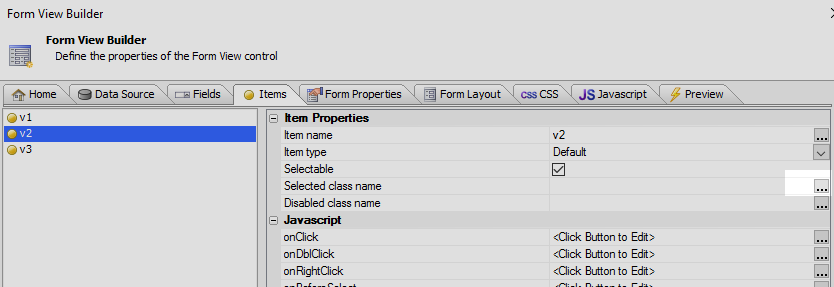 Form View Builder
Form View Builder
Define the properties of the Form View control
Home Data Source Fields Items Form Properties Form Layout CSS CSS JS Javascript Preview
v1
v2
v3
Item Properties
Item name v2 ...
Item type Default
Selectable
Selected class name ...
Disabled class name ...
Javascript
onClick <Click Button to Edit> ...
onDblClick <Click Button to Edit> ...
onRightClick <Click Button to Edit> ...
onBeforeSelect <Click Button to Edit>